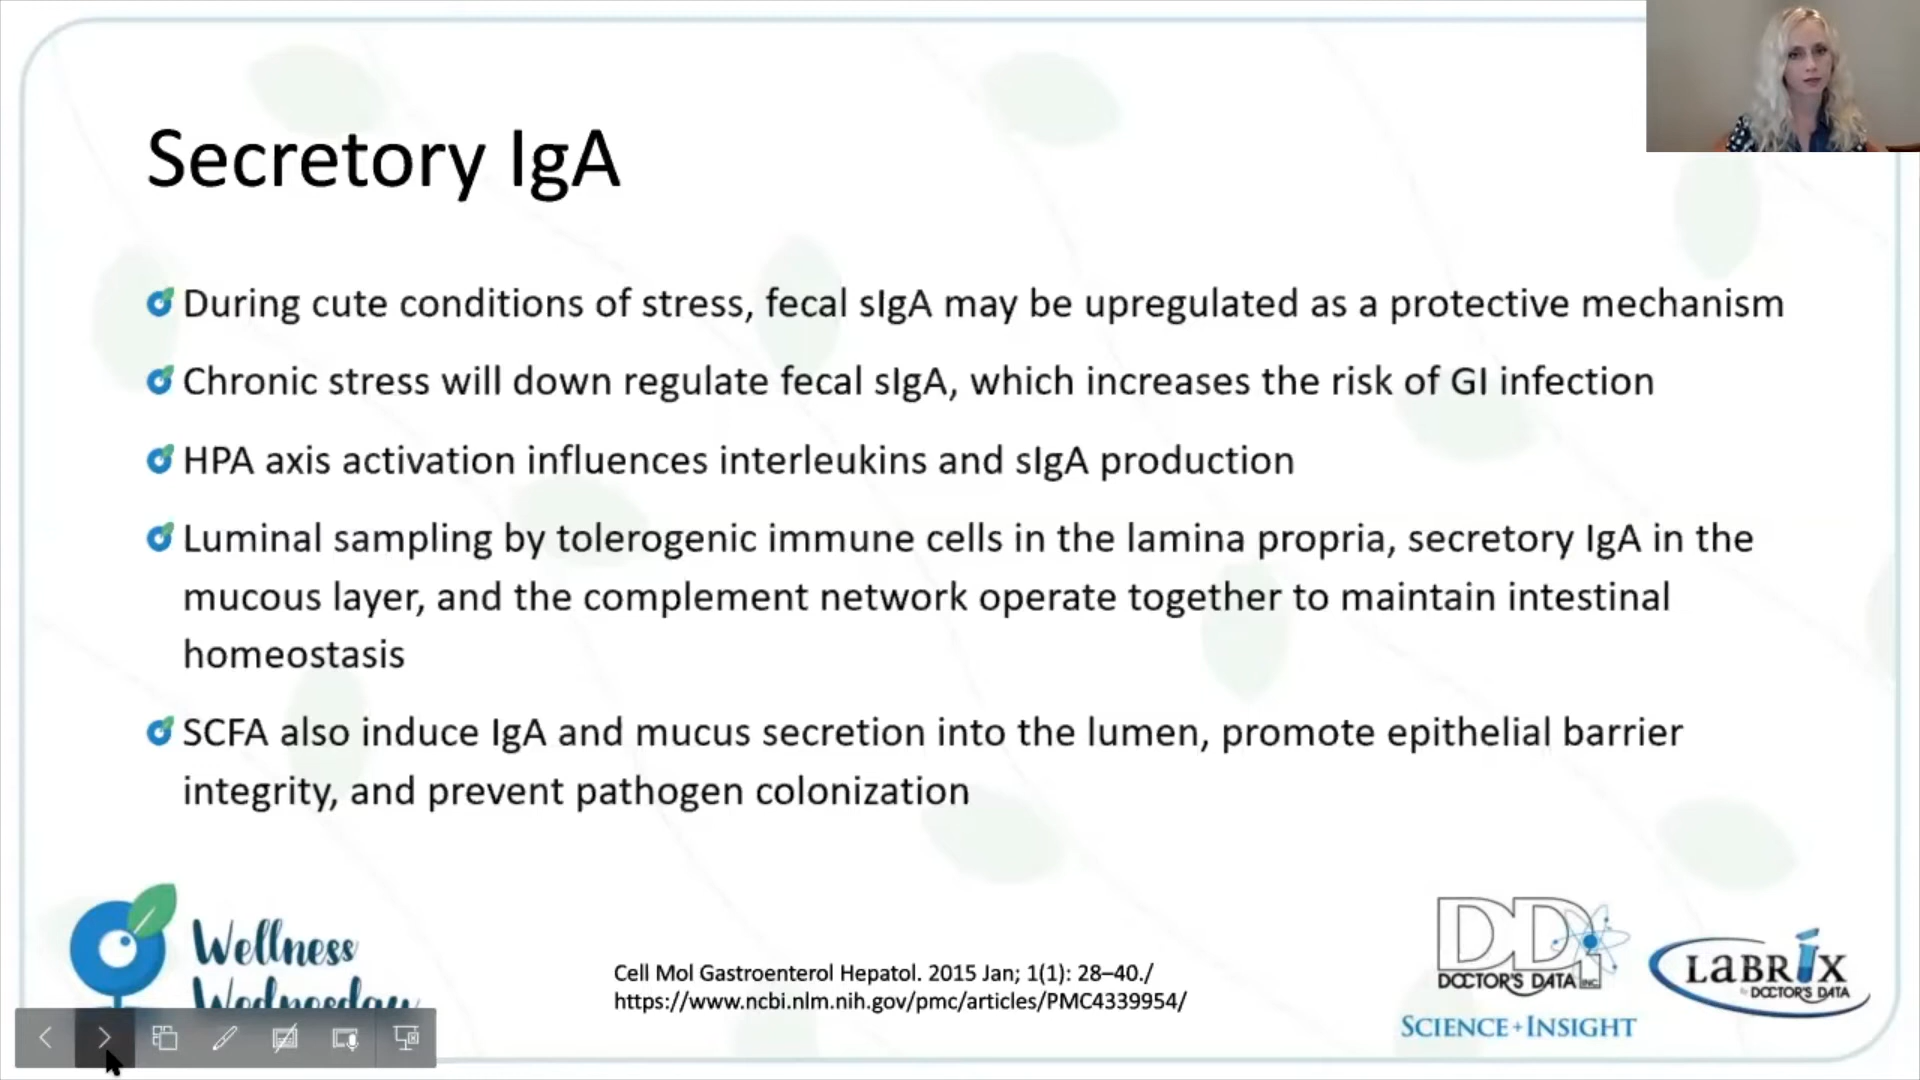 Secretory IgA
During cute conditions of stress, fecal sIgA may be upregulated as a protective mechanism
Chronic stress will down regulate fecal sIgA, which increases the risk of GI infection
HPA axis activation influences interleukins and sIgA production
Luminal sampling by tolerogenic immune cells in the lamina propria, secretory IgA in the
mucous layer, and the complement network operate together to maintain intestinal
homeostasis
SCFA also induce IgA and mucus secretion into the lumen, promote epithelial barrier
integrity, and prevent pathogen colonization
Wellness
Wednesday
Cell Mol Gastroenterol Hepatol. 2015 Jan; 1(1): 28–40./
https://www.ncbi.nlm.nih.gov/pmc/articles/PMC4339954/
DDI
DOCTOR'S DATA INC.
SCIENCE+INSIGHT
LABRIX
by DOCTOR'S DATA